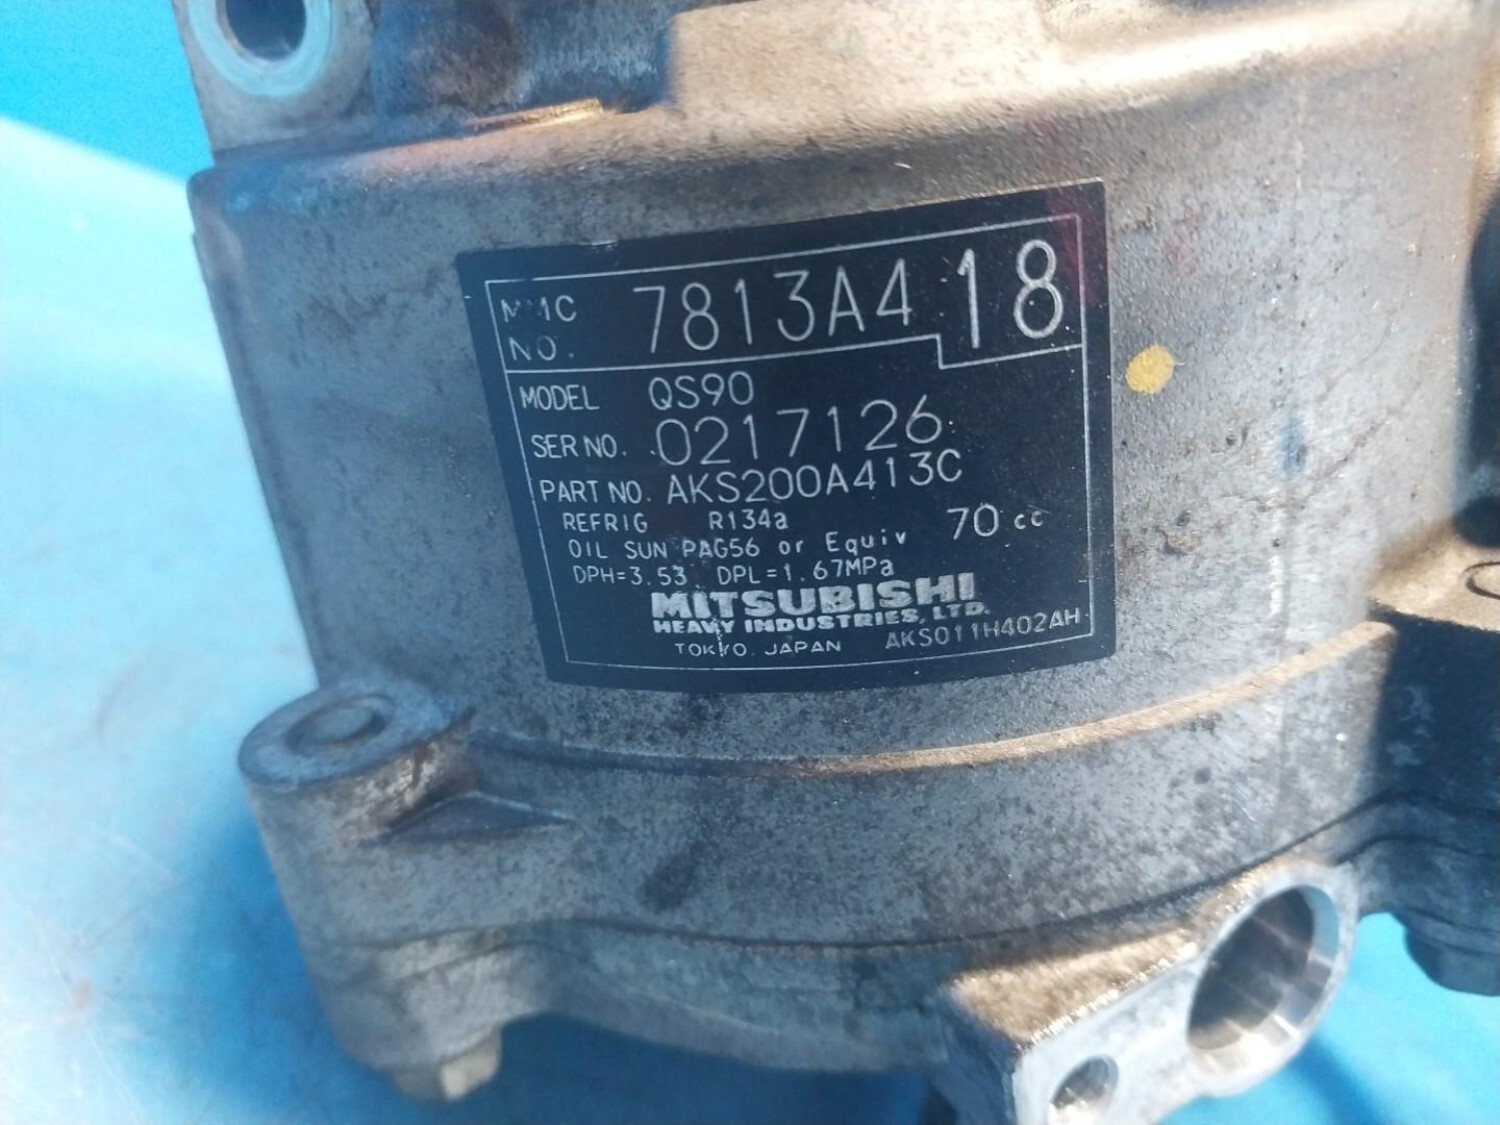 MMC NO. 7813A418
MODEL QS90
SER NO. 0217126
PART NO. AKS200A413C
REFRIG R134a
OIL SUN PAG56 or Equiv 70 cc
DPH=3.53 DPL=1.67MPa
MITSUBISHI
HEAVY INDUSTRIES, LTD.
TOKYO JAPAN AKS011H402AH